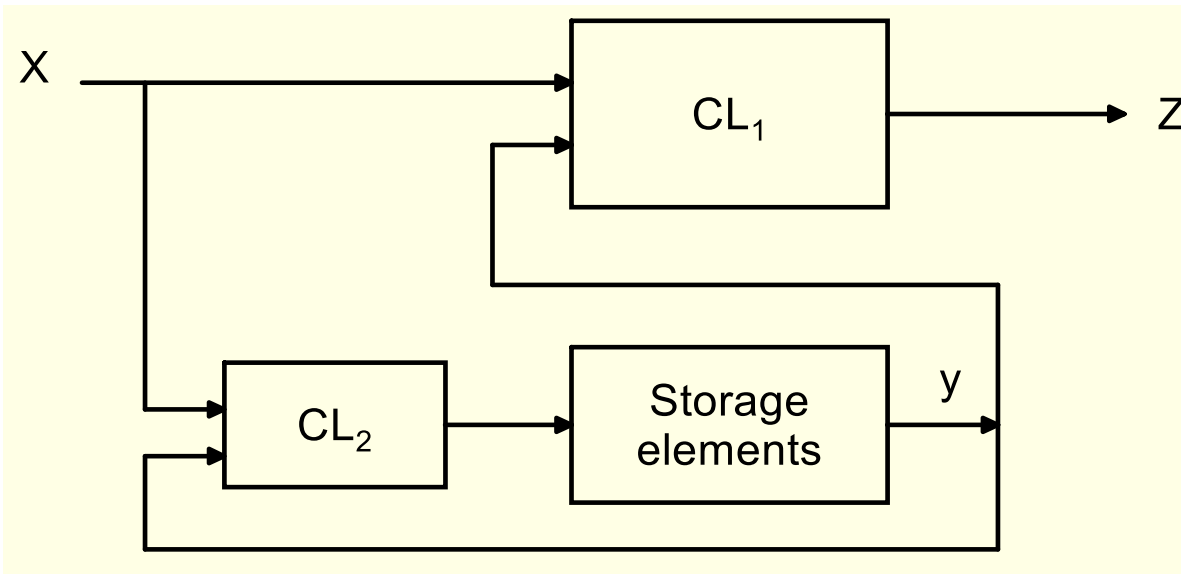 X
CL₁
Z
y
CL₂
Storage
elements